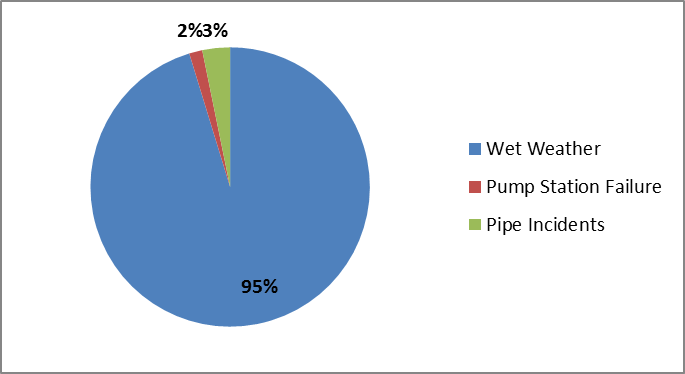 2%3%
Wet Weather
Pump Station Failure
Pipe Incidents
95%